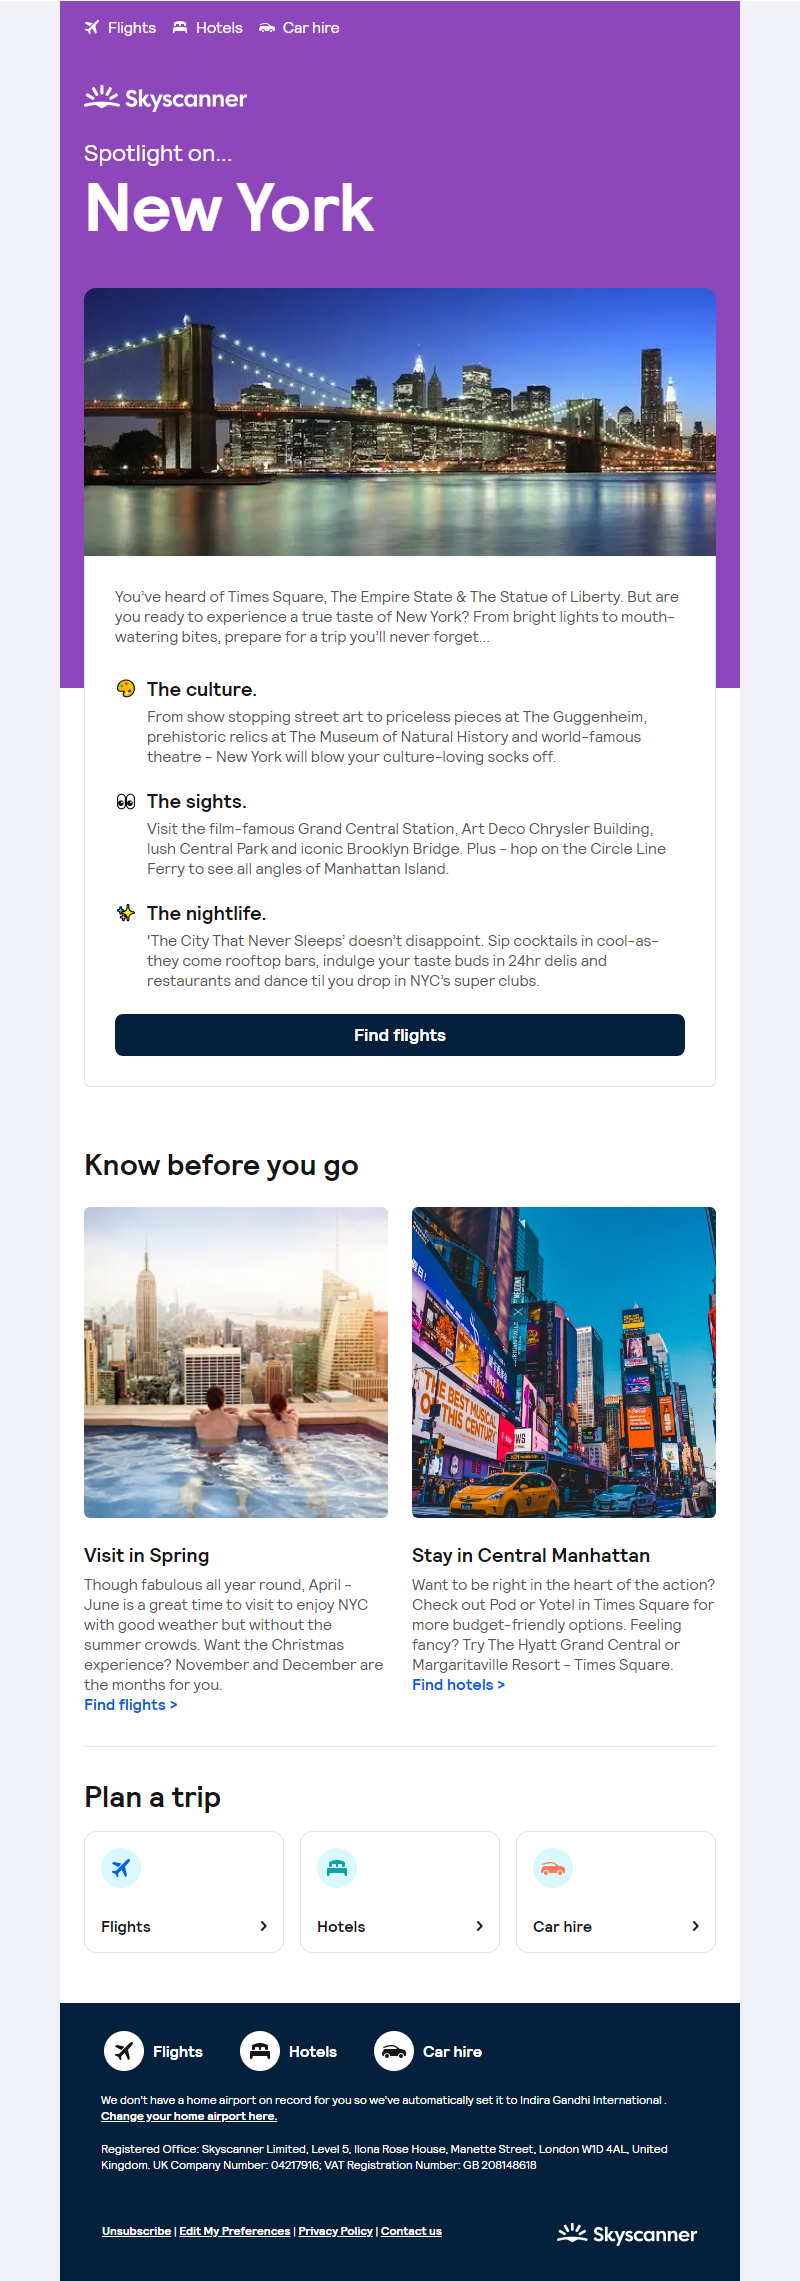 Flights Hotels Car hire
Skyscanner
Spotlight on...
New York
You've heard of Times Square, The Empire State & The Statue of Liberty. But are
you ready to experience a true taste of New York? From bright lights to mouth-
watering bites, prepare for a trip you'll never forget...
The culture.
From show stopping street art to priceless pieces at The Guggenheim,
prehistoric relics at The Museum of Natural History and world-famous
theatre - New York will blow your culture-loving socks off.
The sights.
Visit the film-famous Grand Central Station, Art Deco Chrysler Building,
lush Central Park and iconic Brooklyn Bridge. Plus - hop on the Circle Line
Ferry to see all angles of Manhattan Island.
The nightlife.
'The City That Never Sleeps' doesn't disappoint. Sip cocktails in cool-as-
they come rooftop bars, indulge your taste buds in 24hr delis and
restaurants and dance til you drop in NYC's super clubs.
Find flights
Know before you go
TIMES SQUARE
"THE BEST MUSICAL
OF THIS CENTURY
Visit in Spring
Though fabulous all year round, April -
June is a great time to visit to enjoy NYC
with good weather but without the
summer crowds. Want the Christmas
experience? November and December are
the months for you.
Find flights >
Stay in Central Manhattan
Want to be right in the heart of the action?
Check out Pod or Yotel in Times Square for
more budget-friendly options. Feeling
fancy? Try The Hyatt Grand Central or
Margaritaville Resort - Times Square.
Find hotels >
Plan a trip
Flights
Hotels
Car hire
Flights Hotels Car hire
We don't have a home airport on record for you so we've automatically set it to Indira Gandhi International .
Change your home airport here.
Registered Office: Skyscanner Limited, Level 5, Ilona Rose House, Manette Street, London W1D 4AL, United
Kingdom. UK Company Number: 04217916; VAT Registration Number: GB 208148618
Unsubscribe | Edit My Preferences | Privacy Policy | Contact us
Skyscanner